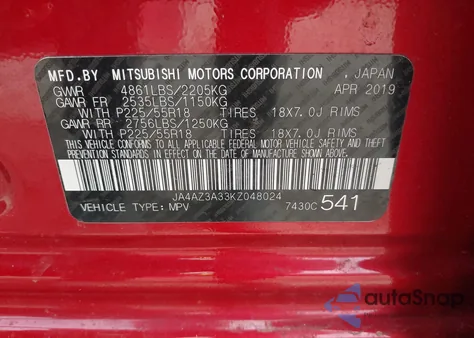 MFD.BY MITSUBISHI MOTORS CORPORATION , JAPAN
GVWR 4861LBS/2205KG APR 2019
GAWR FR 2535LBS/1150KG
WITH P225/55R18 TIRES 18X7.0J RIMS
GAWR RR 2756LBS/1250KG
WITH P225/55R18 TIRES 18X7.0J RIMS
THIS VEHICLE CONFORMS TO ALL APPLICABLE
FEDERAL MOTOR VEHICLE SAFETY AND THEFT
PREVENTION STANDARDS IN EFFECT ON THE DATE
OF MANUFACTURE SHOWN ABOVE.
JA4AZ3A33KZ048024
VEHICLE TYPE: MPV 7430C 541
autoSnap